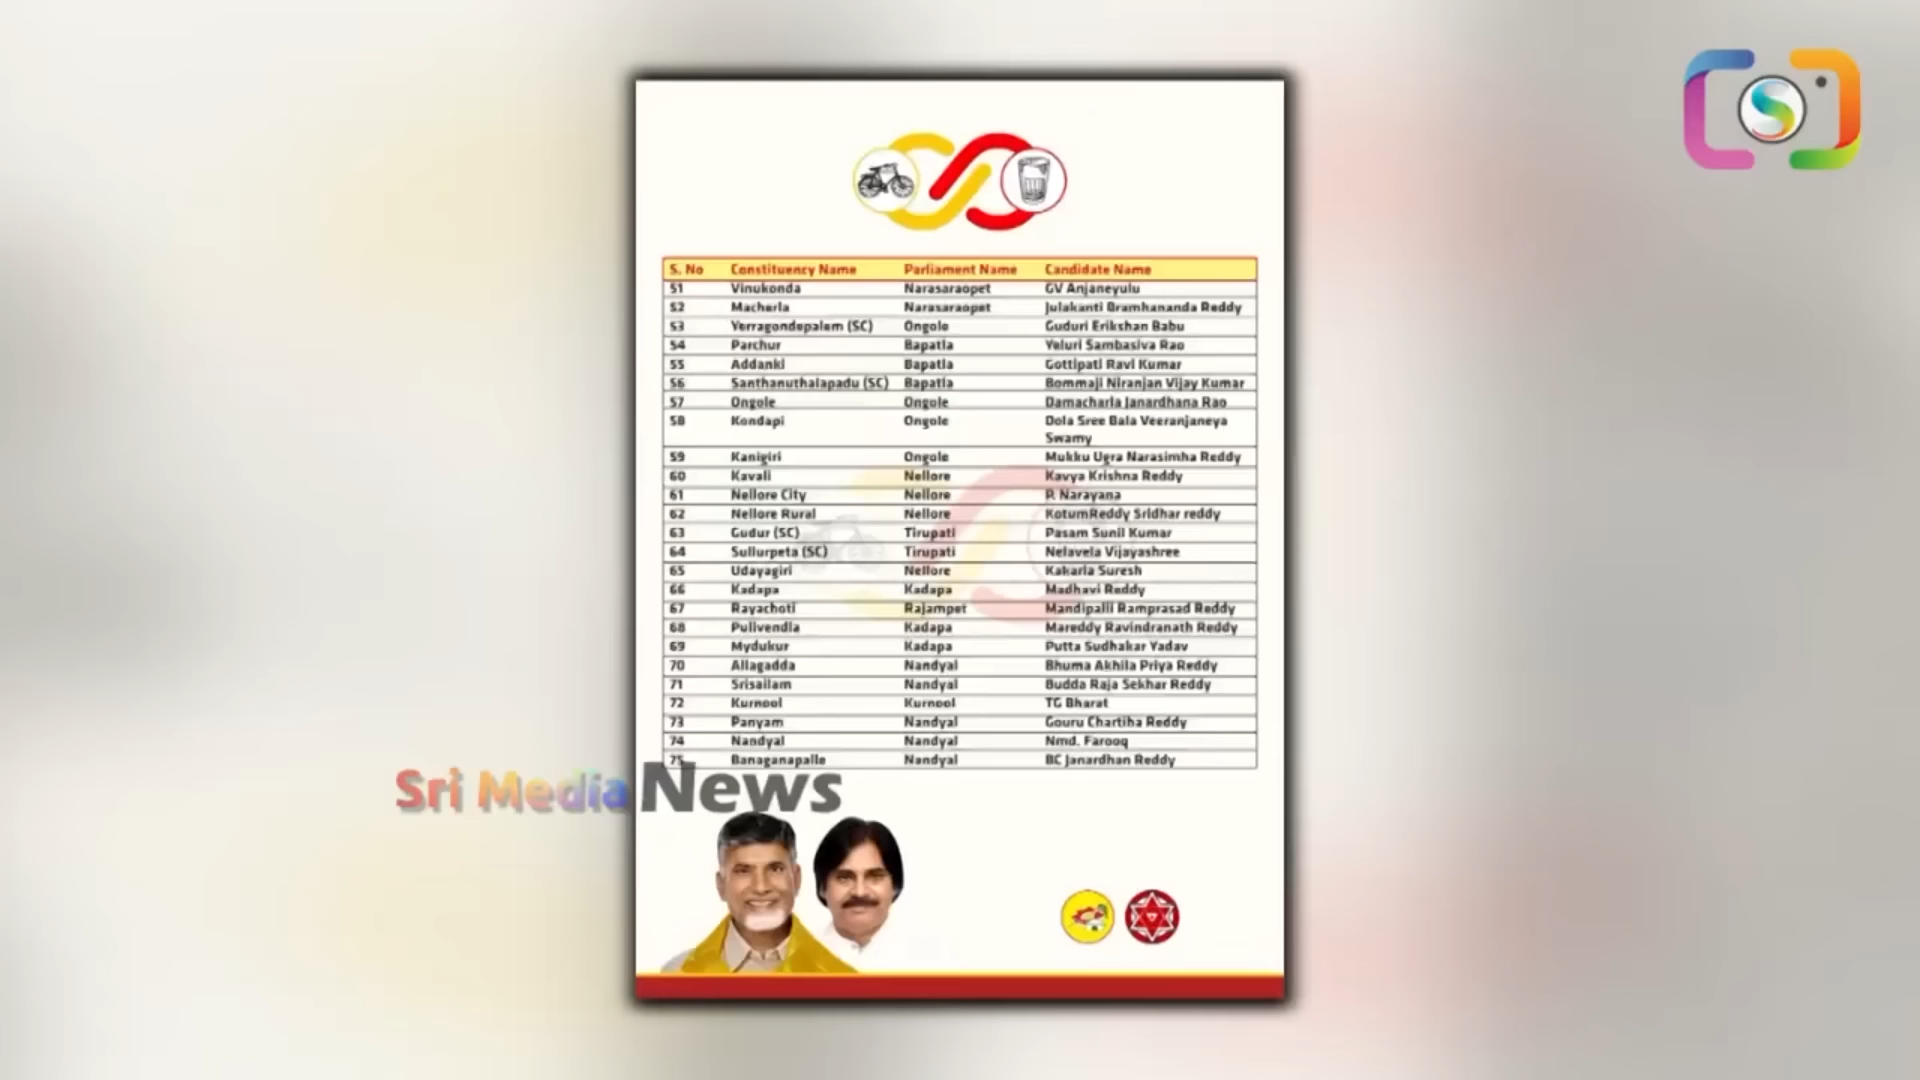 S. No Constituency Name Parliament Name Candidate Name
51 Vinukonda Narasaraopet GV Anjaneyulu
52 Macherla Narasaraopet Julakanti Bramhananda Reddy
53 Yerragondepalem (SC) Ongole Guduri Erikshan Babu
54 Parchur Bapatla Yeluri Sambasiva Rao
55 Addanki Bapatla Gottipati Ravi Kumar
56 Santhanuthalapadu (SC) Bapatla Bommaji Niranjan Vijay Kumar
57 Ongole Ongole Damacharla Janardhana Rao
58 Kondapi Ongole Dola Sree Bala Veeranjaneya
Swamy
59 Kanigiri Ongole Mukku Ugra Narasimha Reddy
60 Kavali Nellore Kavya Krishna Reddy
61 Nellore City Nellore P. Narayana
62 Nellore Rural Nellore KotumReddy Sridhar reddy
63 Gudur (SC) Tirupati Pasam Sunil Kumar
64 Sullurpeta (SC) Tirupati Nelavela Vijayashree
65 Udayagiri Nellore Kakarla Suresh
66 Kadapa Kadapa Madhavi Reddy
67 Rayachoti Rajampet Mandipalli Ramprasad Reddy
68 Pulivendla Kadapa Mareddy Ravindranath Reddy
69 Mydukur Kadapa Putta Sudhakar Yadav
70 Allagadda Nandyal Bhuma Akhila Priya Reddy
71 Srisailam Nandyal Budda Raja Sekhar Reddy
72 Kurnool Kurnool TG Bharat
73 Panyam Nandyal Gouru Chartiha Reddy
74 Nandyal Nandyal Nmd. Farooq
75 Banaganapalle Nandyal BC Janardhan Reddy
Sri Media News